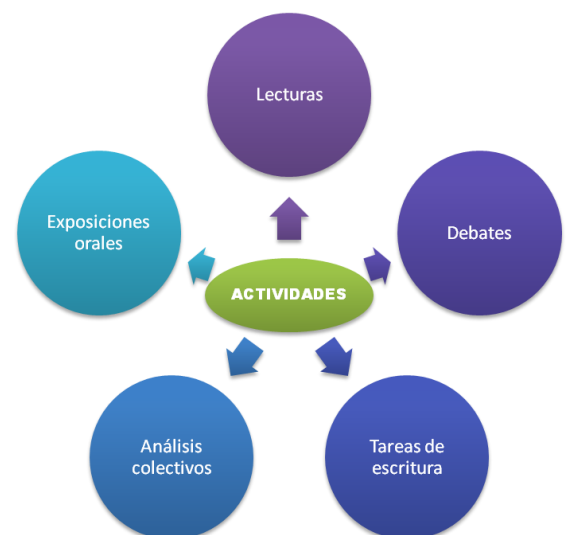 Lecturas
Exposiciones
orales
Debates
ACTIVIDADES
Análisis
colectivos
Tareas de
escritura